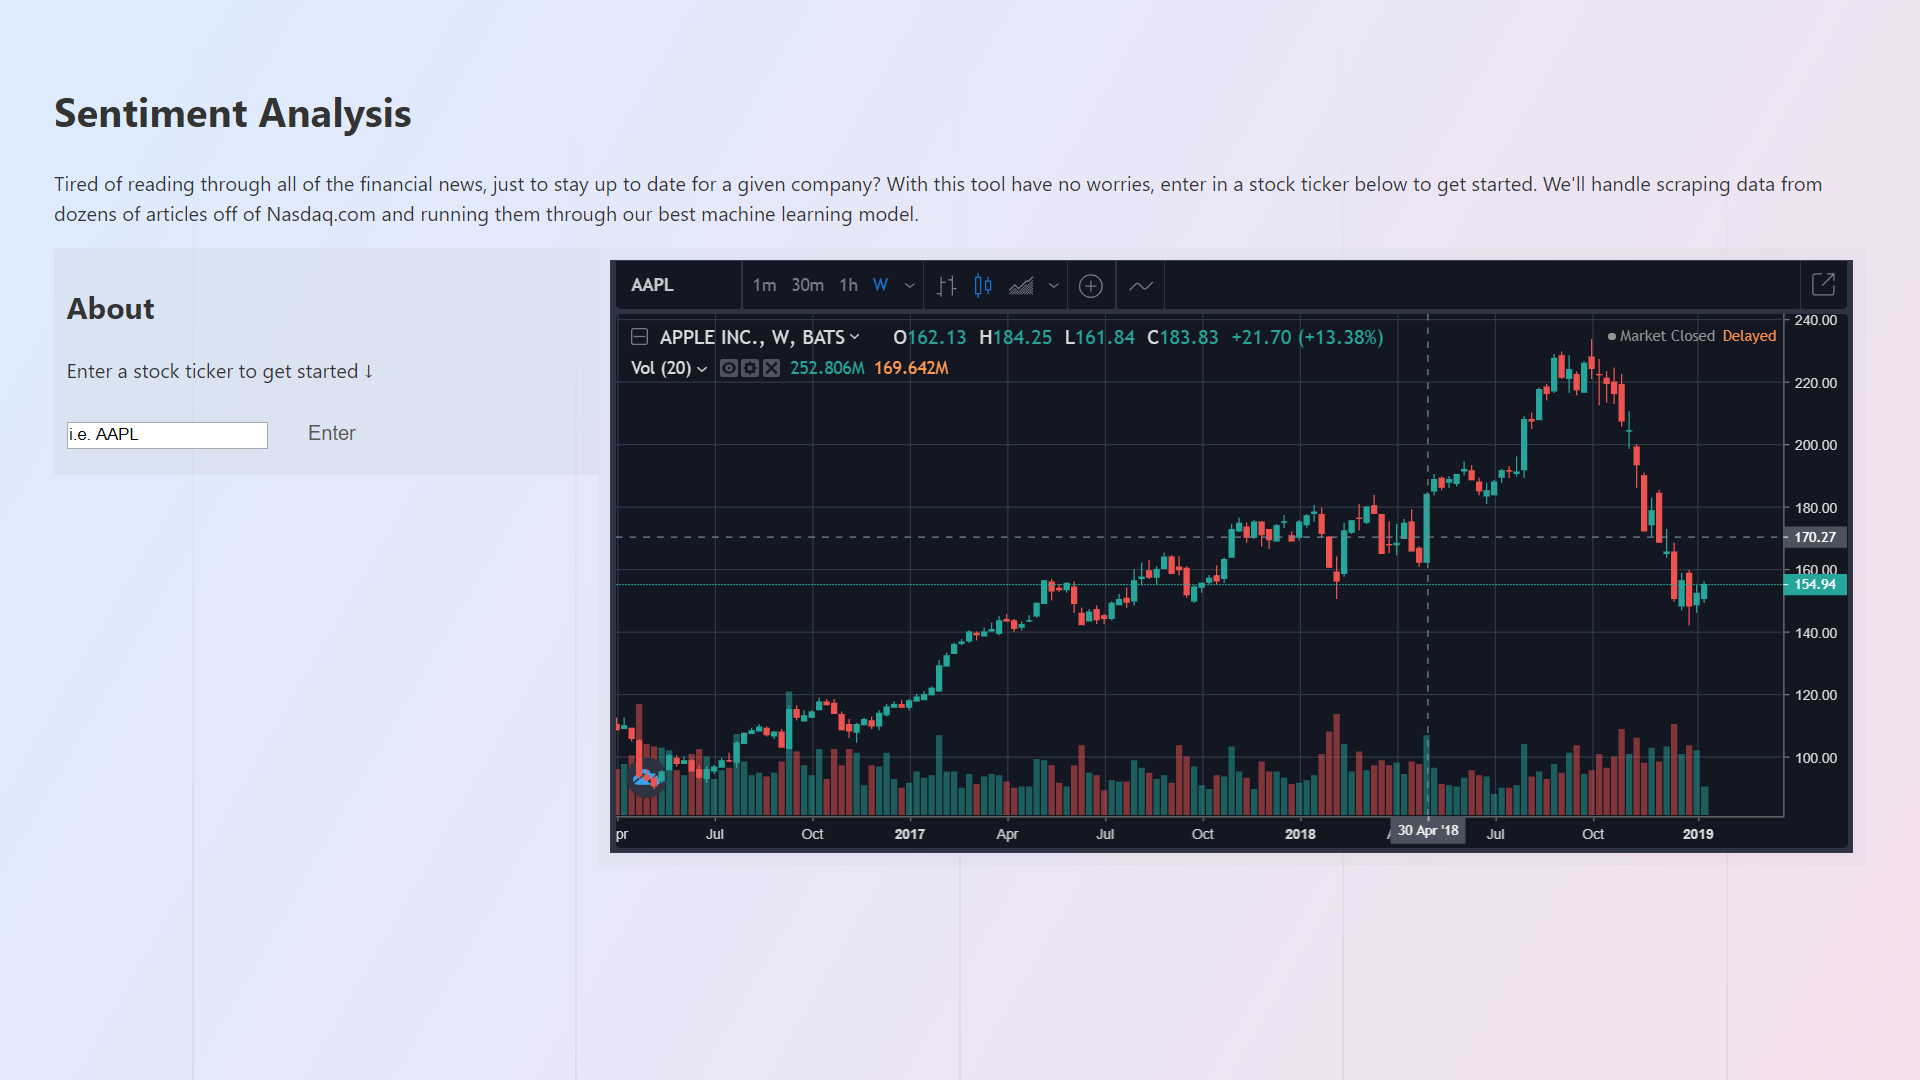 Sentiment Analysis
Tired of reading through all of the financial news, just to stay up to date for a given company? With this tool have no worries, enter in a stock ticker below to get started. We'll handle scraping data from
dozens of articles off of Nasdaq.com and running them through our best machine learning model.
About
Enter a stock ticker to get started ↓
i.e. AAPL Enter
AAPL 1m 30m 1h W
APPLE INC., W, BATS O162.13 H184.25 L161.84 C183.83 +21.70 (+13.38%) Market Closed Delayed
Vol (20) 252.806M 169.642M
240.00
220.00
200.00
180.00
170.27
160.00
154.94
140.00
120.00
100.00
pr Jul Oct 2017 Apr Jul Oct 2018 30 Apr '18 Jul Oct 2019